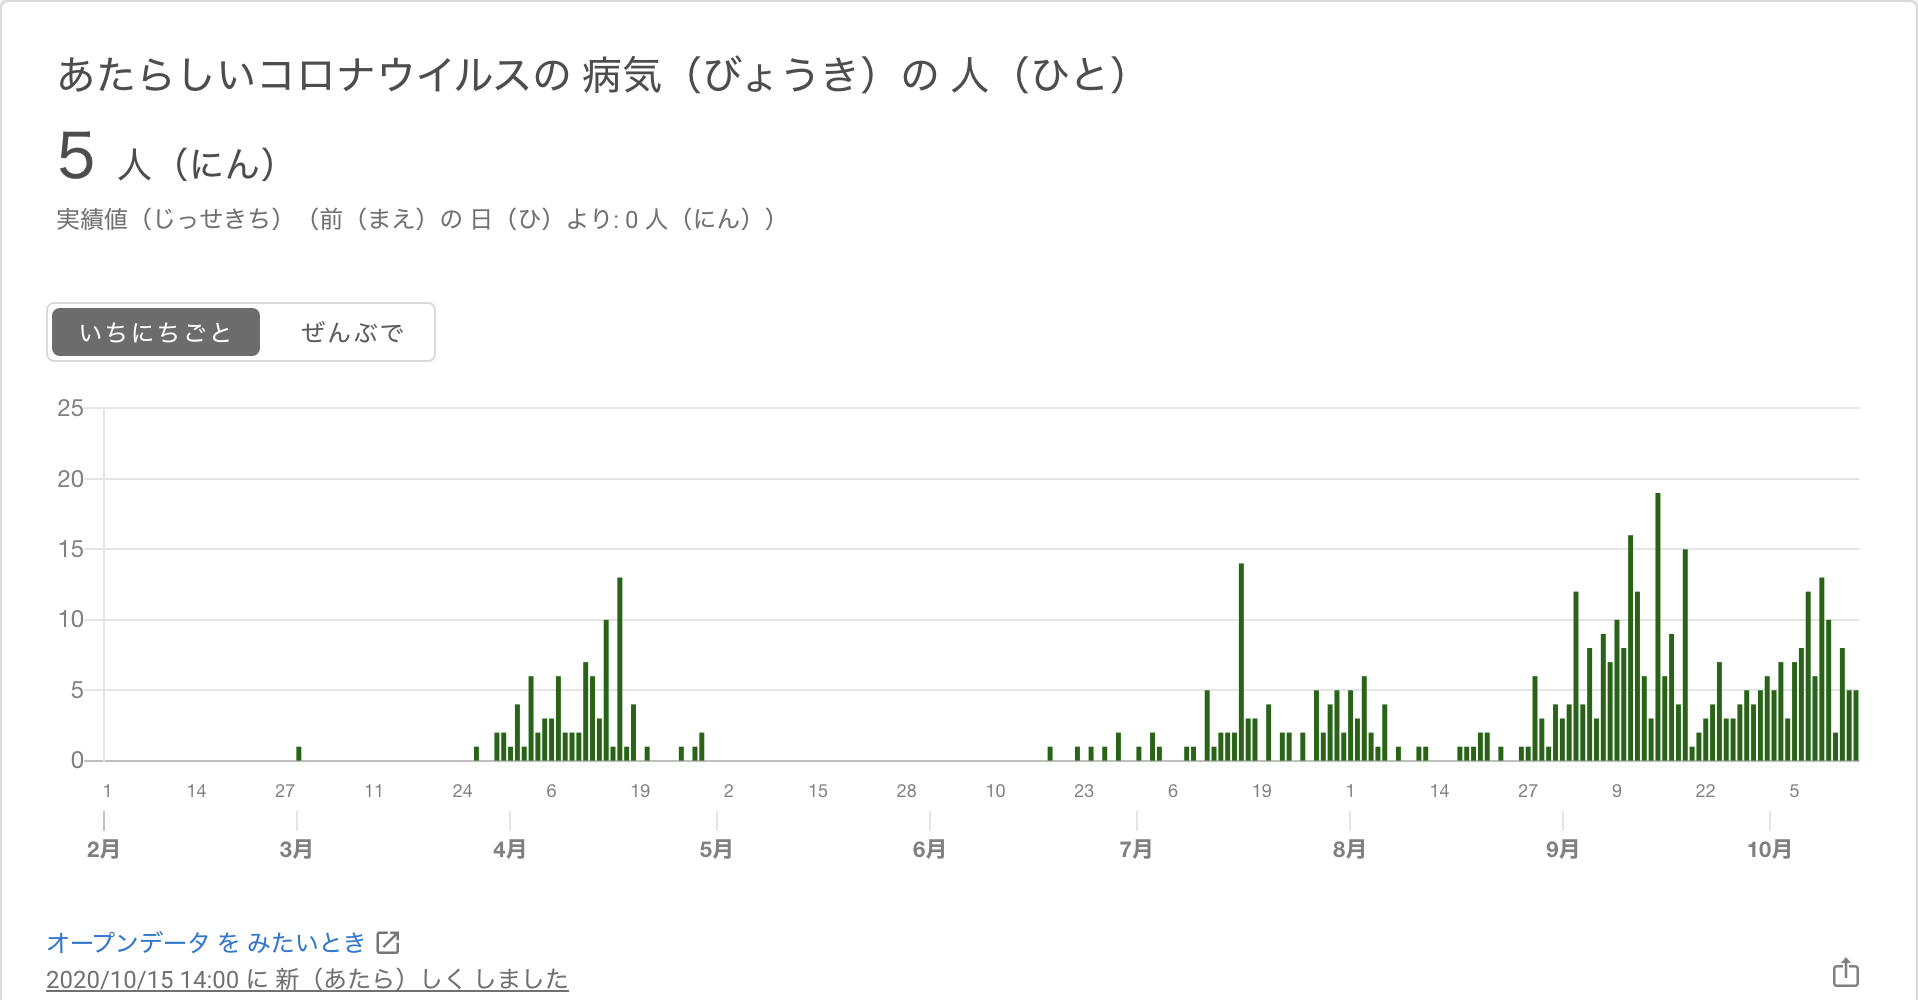 あたらしいコロナウイルスの 病気（びょうき）の 人（ひと）
5 人（にん）
実績値（じっせきち）（前（まえ）の 日（ひ）より: 0 人（にん））
いちにちごと ぜんぶで
25
20
15
10
5
0
1 14 27 11 24 6 19 2 15 28 10 23 6 19 1 14 27 9 22 5
2月 3月 4月 5月 6月 7月 8月 9月 10月
オープンデータ を みたいとき
2020/10/15 14:00 に 新（あたら）しく しました